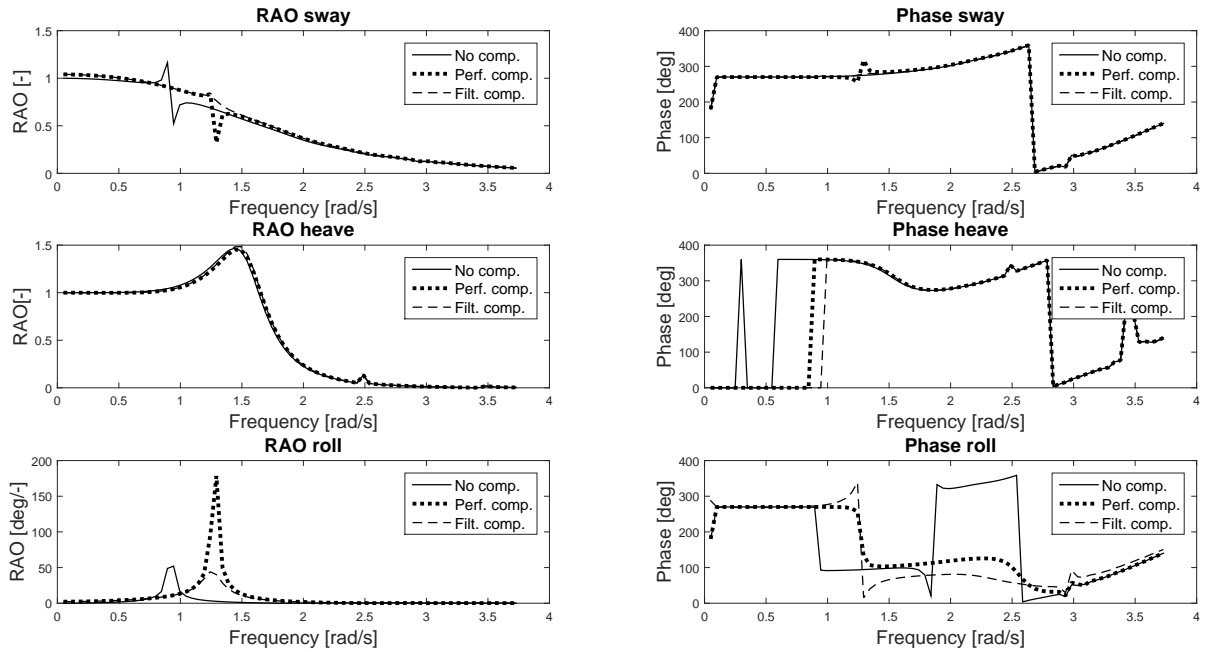 RAO sway
RAO [-]
1.5
1
0.5
0
No comp.
Perf. comp.
Filt. comp.
0 0.5 1 1.5 2 2.5 3 3.5 4
Frequency [rad/s]
Phase sway
Phase [deg]
400
300
200
100
0
No comp.
Perf. comp.
Filt. comp.
0 0.5 1 1.5 2 2.5 3 3.5 4
Frequency [rad/s]
RAO heave
RAO[-]
1.5
1
0.5
0
No comp.
Perf. comp.
Filt. comp.
0 0.5 1 1.5 2 2.5 3 3.5 4
Frequency [rad/s]
Phase heave
Phase [deg]
400
300
200
100
0
No comp.
Perf. comp.
Filt. comp.
0 0.5 1 1.5 2 2.5 3 3.5 4
Frequency [rad/s]
RAO roll
RAO [deg/-]
200
150
100
50
0
No comp.
Perf. comp.
Filt. comp.
0 0.5 1 1.5 2 2.5 3 3.5 4
Frequency [rad/s]
Phase roll
Phase [deg]
400
300
200
100
0
No comp.
Perf. comp.
Filt. comp.
0 0.5 1 1.5 2 2.5 3 3.5 4
Frequency [rad/s]